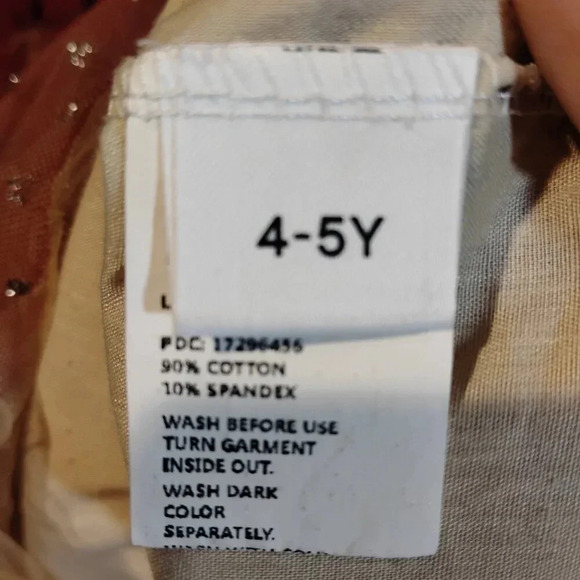 4-5Y
PDC: 17296456
90% COTTON
10% SPANDEX
WASH BEFORE USE
TURN GARMENT
INSIDE OUT.
WASH DARK
COLOR
SEPARATELY.